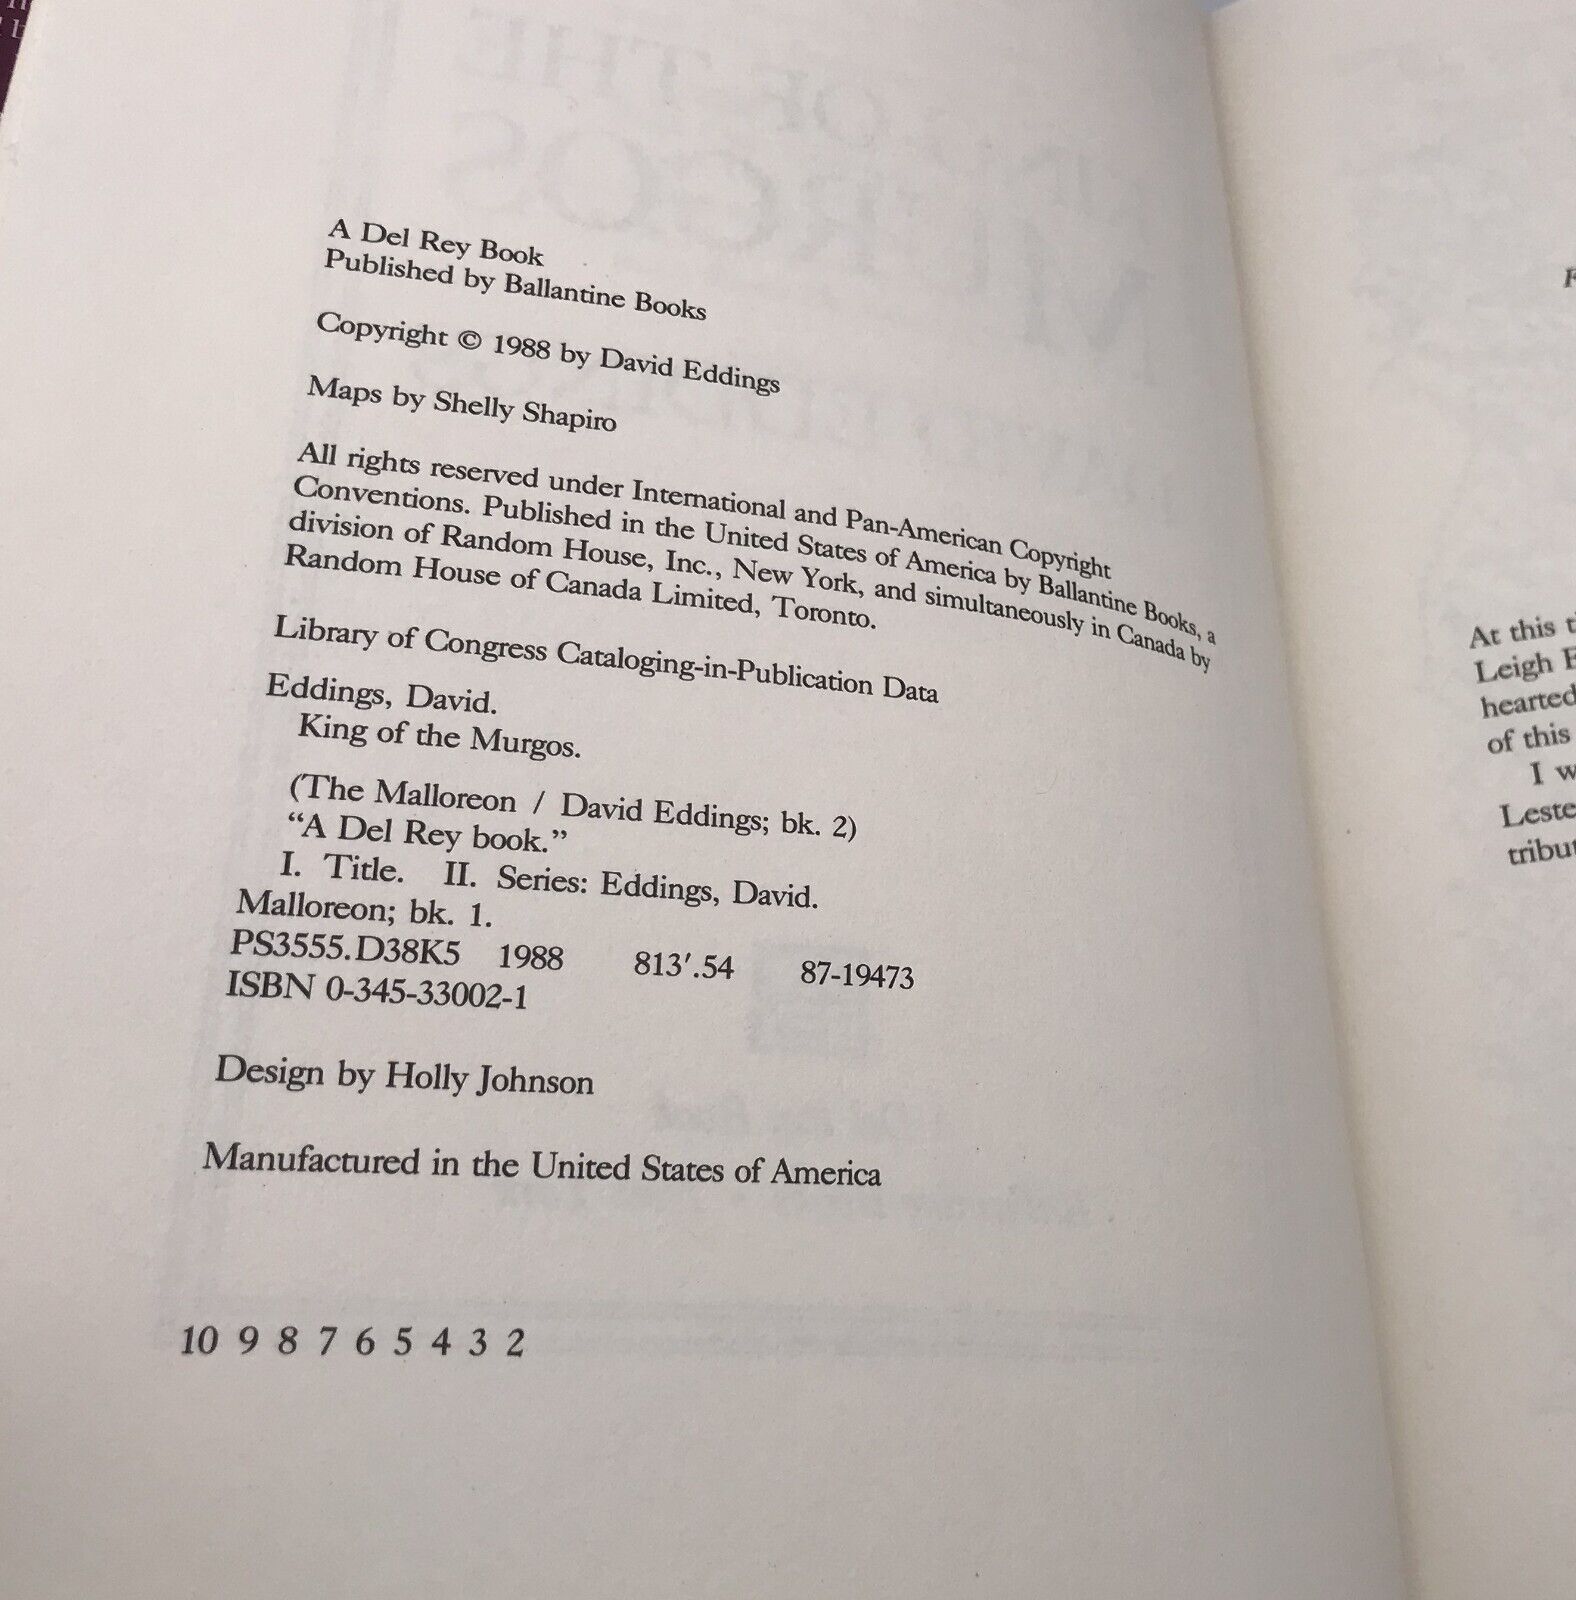 A Del Rey Book
Published by Ballantine Books
Copyright © 1988 by David Eddings
Maps by Shelly Shapiro
All rights reserved under International and Pan-American Copyright
Conventions. Published in the United States of America by Ballantine Books, a
division of Random House, Inc., New York, and simultaneously in Canada by
Random House of Canada Limited, Toronto.
Library of Congress Cataloging-in-Publication Data
Eddings, David.
King of the Murgos.
(The Malloreon / David Eddings; bk. 2)
“A Del Rey book.”
I. Title. II. Series: Eddings, David.
Malloreon; bk. 1.
PS3555.D38K5 1988 813′.54 87-19473
ISBN 0-345-33002-1
Design by Holly Johnson
Manufactured in the United States of America
10 9 8 7 6 5 4 3 2
At this
Leigh
hearted
of this
I